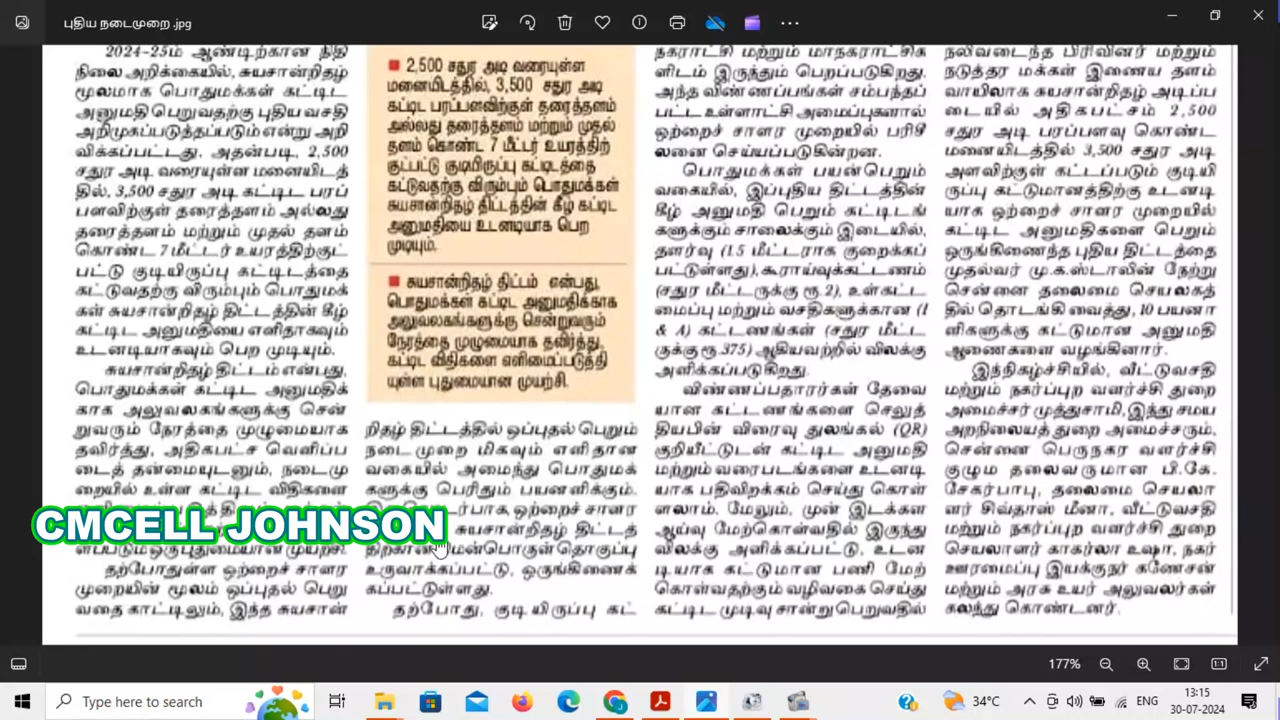 புதிய நடைமுறை .jpg
2024-25ம் ஆண்டிற்கான நிதி
நிலை அறிக்கையில், சுயசான்றிதழ்
மூலமாக பொதுமக்கள் கட்டிட
அனுமதி பெறுவதற்கு புதிய வசதி
அறிமுகப்படுத்தப்படும் என்று அறி
விக்கப்பட்டது. அதன்படி, 2,500
சதுர அடி வரையுள்ள மனையிடத்
தில், 3,500 சதுர அடி கட்டிட பரப்
பளவிற்குள் தரைத்தளம் அல்லது
தரைத்தளம் மற்றும் முதல் தளம்
கொண்ட 7 மீட்டர் உயரத்திற்குட்
பட்டு குடியிருப்பு கட்டிடத்தை
கட்டுவதற்கு விரும்பும் பொதுமக்
கள் சுயசான்றிதழ் திட்டத்தின் கீழ்
கட்டிட அனுமதியை எளிதாகவும்
உடனடியாகவும் பெற முடியும்.
சுயசான்றிதழ் திட்டம் என்பது,
பொதுமக்கள் கட்டிட அனுமதிக்
காக அலுவலகங்களுக்கு சென்
றுவரும் நேரத்தை முழுமையாக
தவிர்த்து, அதிகபட்ச வெளிப்ப
டைத் தன்மையுடனும், நடைமு
றையில் உள்ள கட்டிட விதிகளை
புதுமையான முயற்சி.
தற்போதுள்ள ஒற்றைச் சாளர
முறையின் மூலம் ஒப்புதல் பெறு
வதை காட்டிலும், இந்த சுயசான்
■ 2,500 சதுர அடி வரையுள்ள
மனையிடத்தில், 3,500 சதுர அடி
கட்டிட பரப்பளவிற்குள் தரைத்தளம்
அல்லது தரைத்தளம் மற்றும் முதல்
தளம் கொண்ட 7 மீட்டர் உயரத்திற்
குட்பட்டு குடியிருப்பு கட்டிடத்தை
கட்டுவதற்கு விரும்பும் பொதுமக்கள்
சுயசான்றிதழ் திட்டத்தின் கீழ் கட்டிட
அனுமதியை உடனடியாக பெற
முடியும்.
■ சுயசான்றிதழ் திட்டம் என்பது,
பொதுமக்கள் கட்டிட அனுமதிக்காக
அலுவலகங்களுக்கு சென்றுவரும்
நேரத்தை முழுமையாக தவிர்த்து,
கட்டிட விதிகளை எளிமைப்படுத்தி
யுள்ள புதுமையான முயற்சி.
றிதழ் திட்டத்தில் ஒப்புதல் பெறும்
நடைமுறை மிகவும் எளிதான
வகையில் அமைந்து பொதுமக்
களுக்கு பெரிதும் பயனளிக்கும்.
ஒற்றைச் சாளர
சுயசான்றிதழ் திட்டத்
திற்கான மென்பொருள் தொகுப்பு
உருவாக்கப்பட்டு, ஒருங்கிணைக்
கப்பட்டுள்ளது.
தற்போது, குடியிருப்பு கட்
நகராட்சி மற்றும் மாநகராட்சிக
ளிடம் இருந்தும் பெறப்படுகிறது.
அந்த விண்ணப்பங்கள் சம்பந்தப்
பட்ட உள்ளாட்சி அமைப்புகளால்
ஒற்றைச் சாளர முறையில் பரிசீ
லனை செய்யப்படுகின்றன.
பொதுமக்கள் பயன்பெறும்
வகையில், இப்புதிய திட்டத்தின்
கீழ் அனுமதி பெறும் கட்டிடங்
களுக்கும் சாலைக்கும் இடையில்,
தளர்வு (1.5 மீட்டராக குறைக்கப்
பட்டுள்ளது), கூராய்வுக்கட்டணம்
(சதுர மீட்டருக்கு ரூ.2), உள்கட்ட
மைப்பு மற்றும் வசதிகளுக்கான (I
& A) கட்டணங்கள் (சதுர மீட்ட
ருக்கு ரூ.375) ஆகியவற்றில் விலக்கு
அளிக்கப்படுகிறது.
விண்ணப்பதாரர்கள் தேவை
யான கட்டணங்களை செலுத்
தியபின் விரைவு துலங்கல் (QR)
குறியீட்டுடன் கட்டிட அனுமதி
மற்றும் வரைபடங்களை உடனடி
யாக பதிவிறக்கம் செய்து கொள்
ளலாம். மேலும், முன் இடக்கள
ஆய்வு மேற்கொள்வதில் இருந்து
விலக்கு அளிக்கப்பட்டு, உடன
டியாக கட்டுமான பணி மேற்
கொள்வதற்கும் வழிவகை செய்து
கட்டிட முடிவு சான்று பெறுவதில்
நலிவடைந்த பிரிவினர் மற்றும்
நடுத்தர மக்கள் இணைய தளம்
வாயிலாக சுயசான்றிதழ் அடிப்ப
டையில் அதிகபட்சம் 2,500
சதுர அடி பரப்பளவு கொண்ட
மனையிடத்தில் 3,500 சதுர அடி
அளவிற்குள் கட்டப்படும் குடியி
ருப்பு கட்டுமானத்திற்கு உடனடி
யாக ஒற்றைச் சாளர முறையில்
கட்டிட அனுமதிகளை பெறும்
ஒருங்கிணைந்த புதிய திட்டத்தை
முதல்வர் மு.க.ஸ்டாலின் நேற்று
சென்னை தலைமை செயலகத்
தில் தொடங்கி வைத்து, 10 பயனா
ளிகளுக்கு கட்டுமான அனுமதி
ஆணைகளை வழங்கினார்.
இந்நிகழ்ச்சியில், வீட்டுவசதி
மற்றும் நகர்ப்புற வளர்ச்சி துறை
அமைச்சர் முத்துசாமி, இந்து சமய
அறநிலையத்துறை அமைச்சரும்,
சென்னை பெருநகர வளர்ச்சி
குழும தலைவருமான பி.கே.
சேகர்பாபு, தலைமை செயலா
ளர் சிவ்தாஸ் மீனா, வீட்டுவசதி
மற்றும் நகர்ப்புற வளர்ச்சி துறை
செயலாளர் காகர்லா உஷா, நகர்
ஊரமைப்பு இயக்குநர் கணேசன்
மற்றும் அரசு உயர் அலுவலர்கள்
கலந்து கொண்டனர்.
CMCELL JOHNSON
177%
Type here to search
34°C
ENG
13:15
30-07-2024